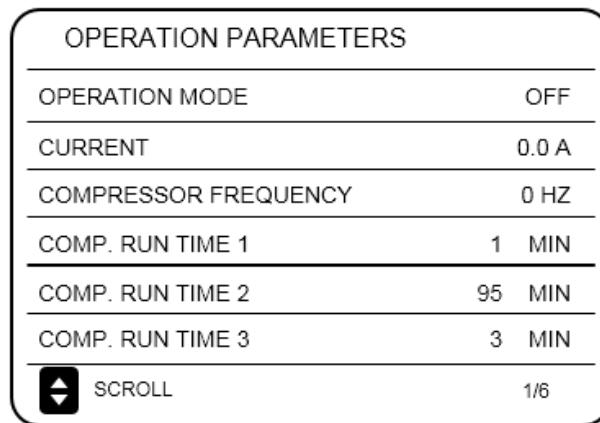 OPERATION PARAMETERS
OPERATION MODE OFF
CURRENT 0.0 A
COMPRESSOR FREQUENCY 0 HZ
COMP. RUN TIME 1 1 MIN
COMP. RUN TIME 2 95 MIN
COMP. RUN TIME 3 3 MIN
SCROLL 1/6